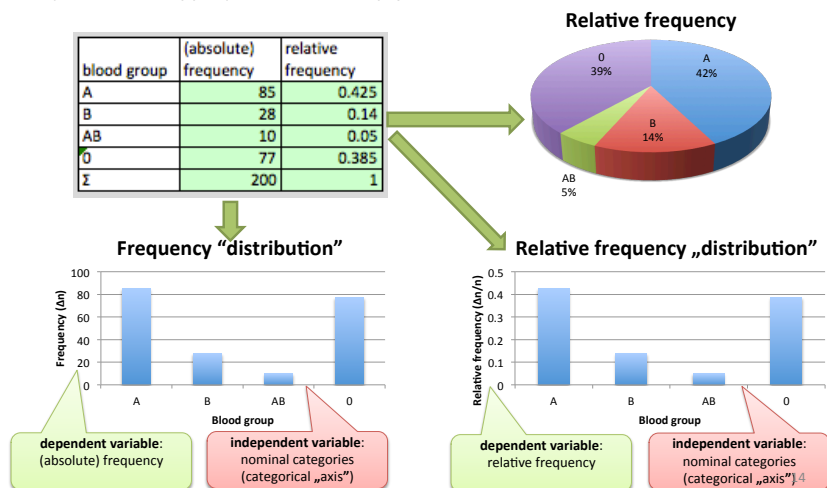 Relative frequency
blood group (absolute) frequency relative frequency
A 85 0.425
B 28 0.14
AB 10 0.05
0 77 0.385
Σ 200 1
0
39%
A
42%
B
14%
AB
5%
Frequency “distribution”
Frequency (Δn)
100
80
60
40
20
0
A B AB 0
Blood group
dependent variable:
(absolute) frequency
independent variable:
nominal categories
(categorical „axis”)
Relative frequency „distribution”
Relative frequency (Δn/n)
0.5
0.4
0.3
0.2
0.1
0
A B AB 0
Blood group
dependent variable:
relative frequency
independent variable:
nominal categories
(categorical „axis”)
14